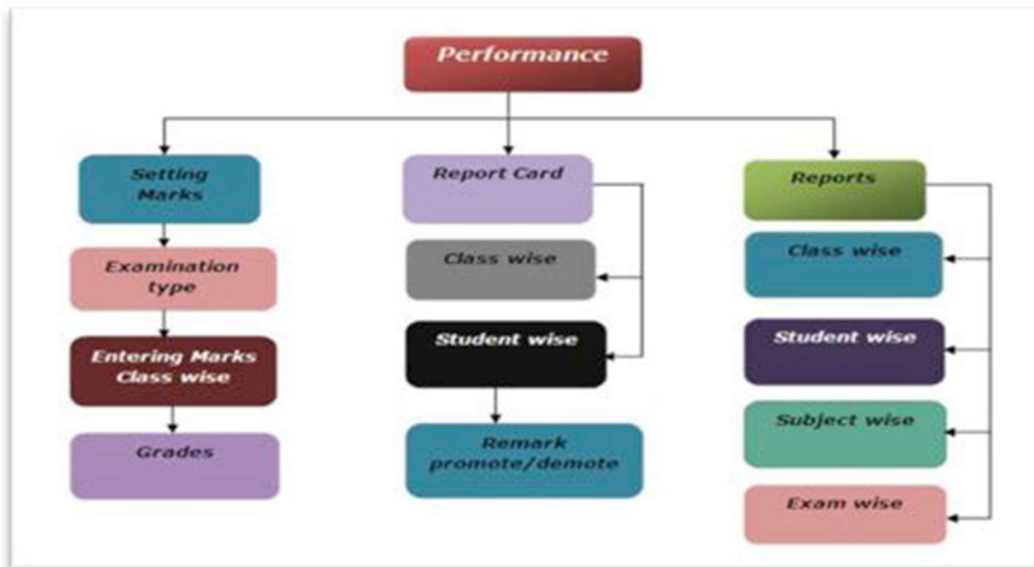 Performance
Setting
Marks
Examination
type
Entering Marks
Class wise
Grades
Report Card
Class wise
Student wise
Remark
promote/demote
Reports
Class wise
Student wise
Subject wise
Exam wise